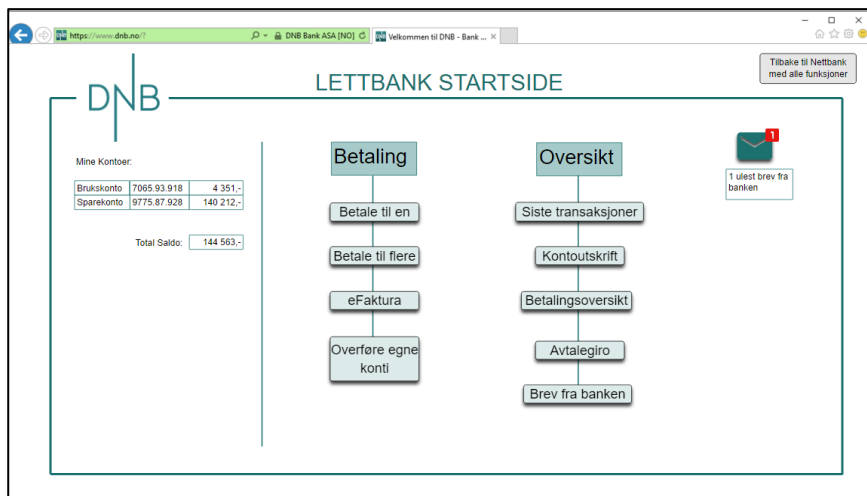 https://www.dnb.no/?
DNB Bank ASA [NO]
Velkommen til DNB - Bank ...
Tilbake til Nettbank
med alle funksjoner
DNB
LETTBANK STARTSIDE
Mine Kontoer:
Brukskonto 7065.93.918 4 351,-
Sparekonto 9775.87.928 140 212,-
Total Saldo: 144 563,-
Betaling
Betale til en
Betale til flere
eFaktura
Overføre egne
konti
Oversikt
Siste transaksjoner
Kontoutskrift
Betalingsoversikt
Avtalegiro
Brev fra banken
1
1 ulest brev fra
banken